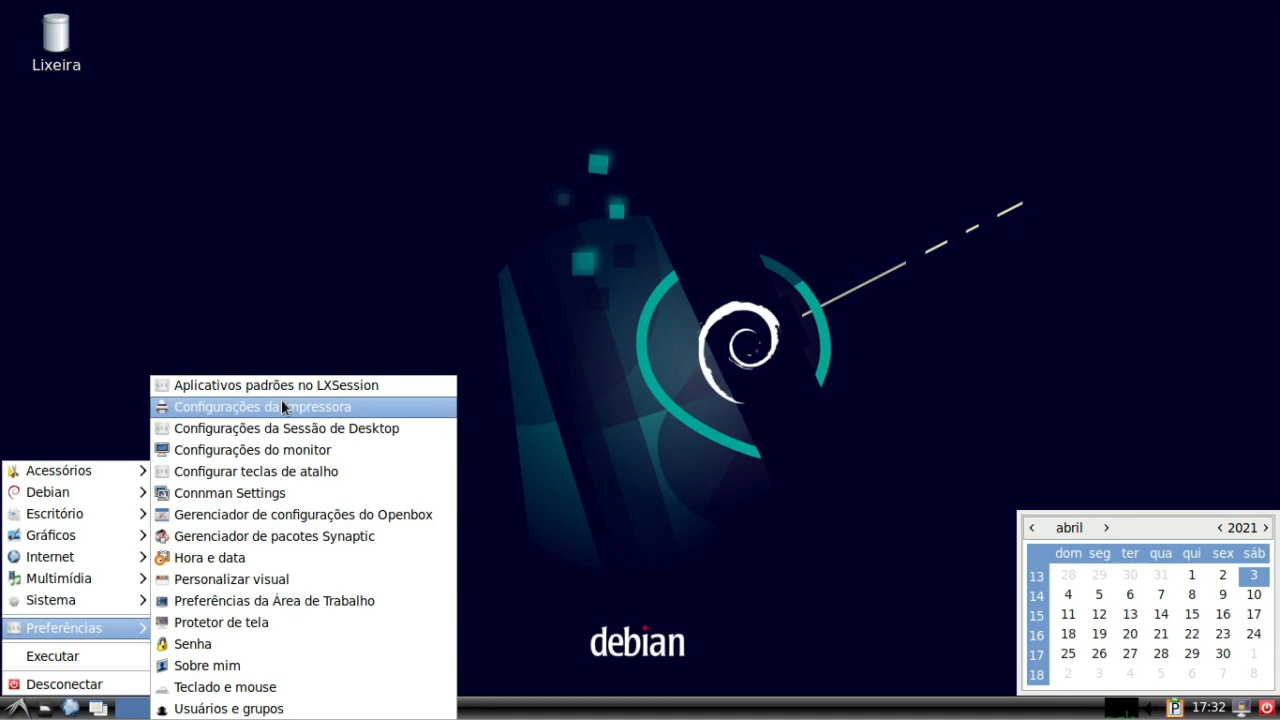 Lixeira
Aplicativos padrões no LXSession
Configurações da impressora
Configurações da Sessão de Desktop
Configurações do monitor
Configurar teclas de atalho
Connman Settings
Gerenciador de configurações do Openbox
Gerenciador de pacotes Synaptic
Hora e data
Personalizar visual
Preferências da Área de Trabalho
Protetor de tela
Senha
Sobre mim
Teclado e mouse
Usuários e grupos
Acessórios
Debian
Escritório
Gráficos
Internet
Multimídia
Sistema
Preferências
Executar
Desconectar
debian
abril 2021
dom seg ter qua qui sex sáb
13 28 29 30 31 1 2 3
14 4 5 6 7 8 9 10
15 11 12 13 14 15 16 17
16 18 19 20 21 22 23 24
17 25 26 27 28 29 30 1
18 2 3 4 5 6 7 8
P 17:32